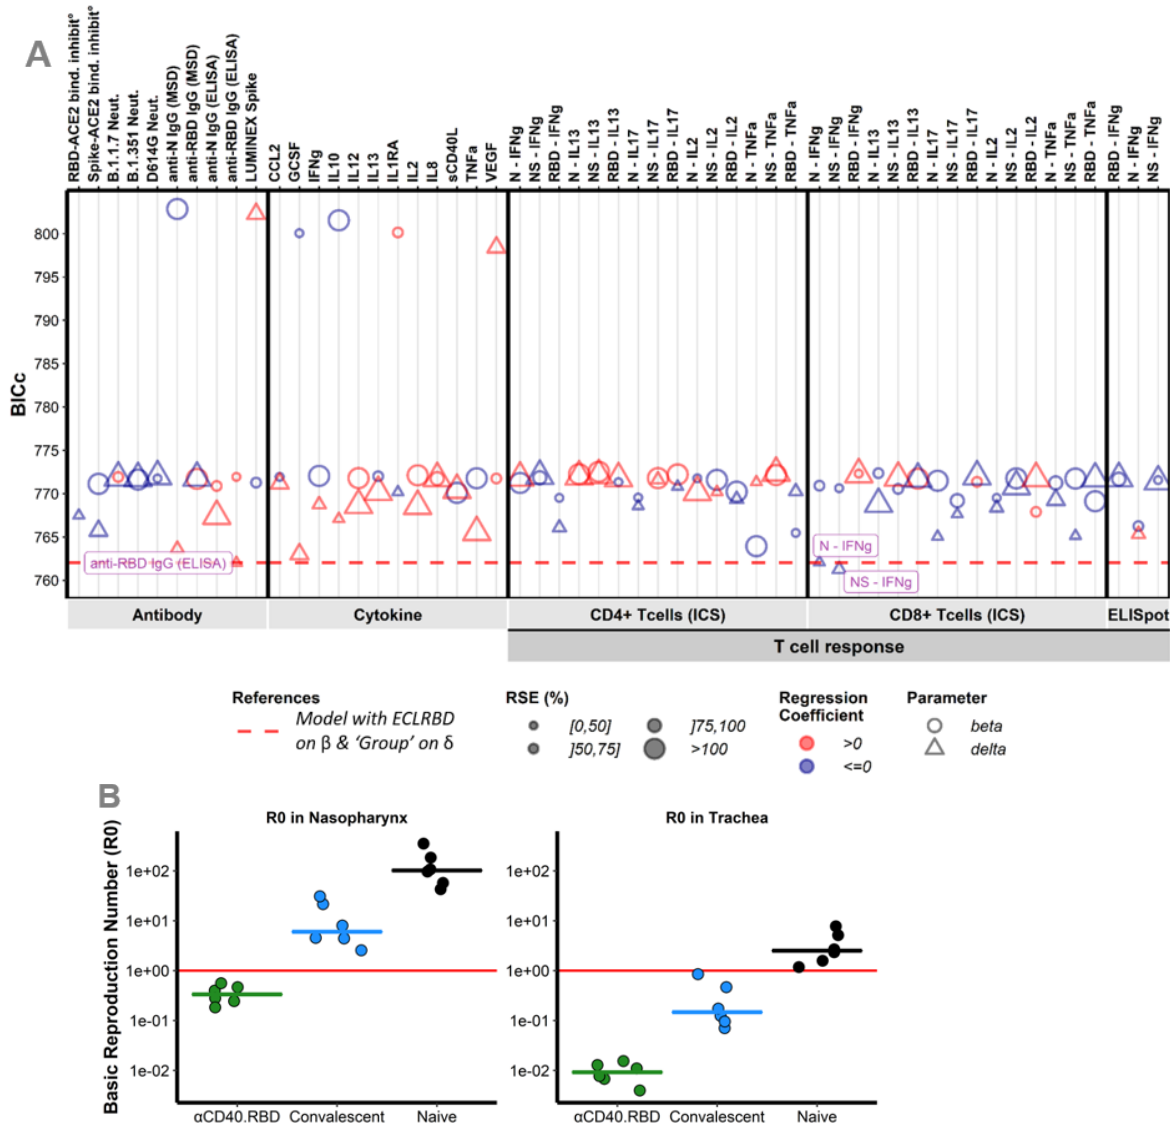 A
RBD-ACE2 bind. inhibit°
Spike-ACE2 bind. inhibit°
B.1.1.7 Neut.
B.1.351 Neut.
D614G Neut.
anti-N IgG (MSD)
anti-RBD IgG (MSD)
anti-N IgG (ELISA)
anti-RBD IgG (ELISA)
LUMINEX Spike
CCL2
GCSF
IFNg
IL10
IL12
IL13
IL1RA
IL2
IL8
sCD40L
TNFa
VEGF
N - IFNg
NS - IFNg
RBD - IFNg
N - IL13
NS - IL13
RBD - IL13
N - IL17
NS - IL17
RBD - IL17
N - IL2
NS - IL2
RBD - IL2
N - TNFa
NS - TNFa
RBD - TNFa
N - IFNg
NS - IFNg
RBD - IFNg
N - IL13
NS - IL13
RBD - IL13
N - IL17
NS - IL17
RBD - IL17
N - IL2
NS - IL2
RBD - IL2
N - TNFa
NS - TNFa
RBD - TNFa
RBD - IFNg
N - IFNg
NS - IFNg
BICc
800
795
790
785
780
775
770
765
760
anti-RBD IgG (ELISA)
N - IFNg
NS - IFNg
Antibody
Cytokine
CD4+ Tcells (ICS)
CD8+ Tcells (ICS)
ELISpot
T cell response
References
Model with ECLRBD
on β & 'Group' on δ
RSE (%)
[0,50]
]50,75]
]75,100
>100
Regression
Coefficient
>0
<=0
Parameter
beta
delta
B
Basic Reproduction Number (R0)
R0 in Nasopharynx
1e+02
1e+01
1e+00
1e-01
1e-02
αCD40.RBD
Convalescent
Naive
R0 in Trachea
1e+02
1e+01
1e+00
1e-01
1e-02
αCD40.RBD
Convalescent
Naive